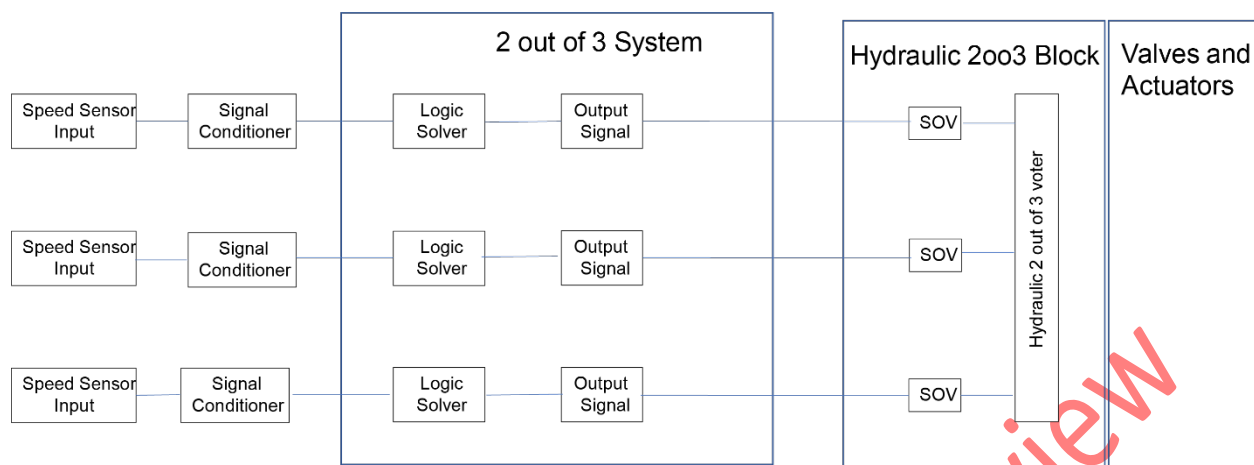 2 out of 3 System
Hydraulic 2oo3 Block
Valves and
Actuators
Speed Sensor
Input
Signal
Conditioner
Logic
Solver
Output
Signal
SOV
Speed Sensor
Input
Signal
Conditioner
Logic
Solver
Output
Signal
SOV
Speed Sensor
Input
Signal
Conditioner
Logic
Solver
Output
Signal
SOV
Hydraulic 2 out of 3 voter